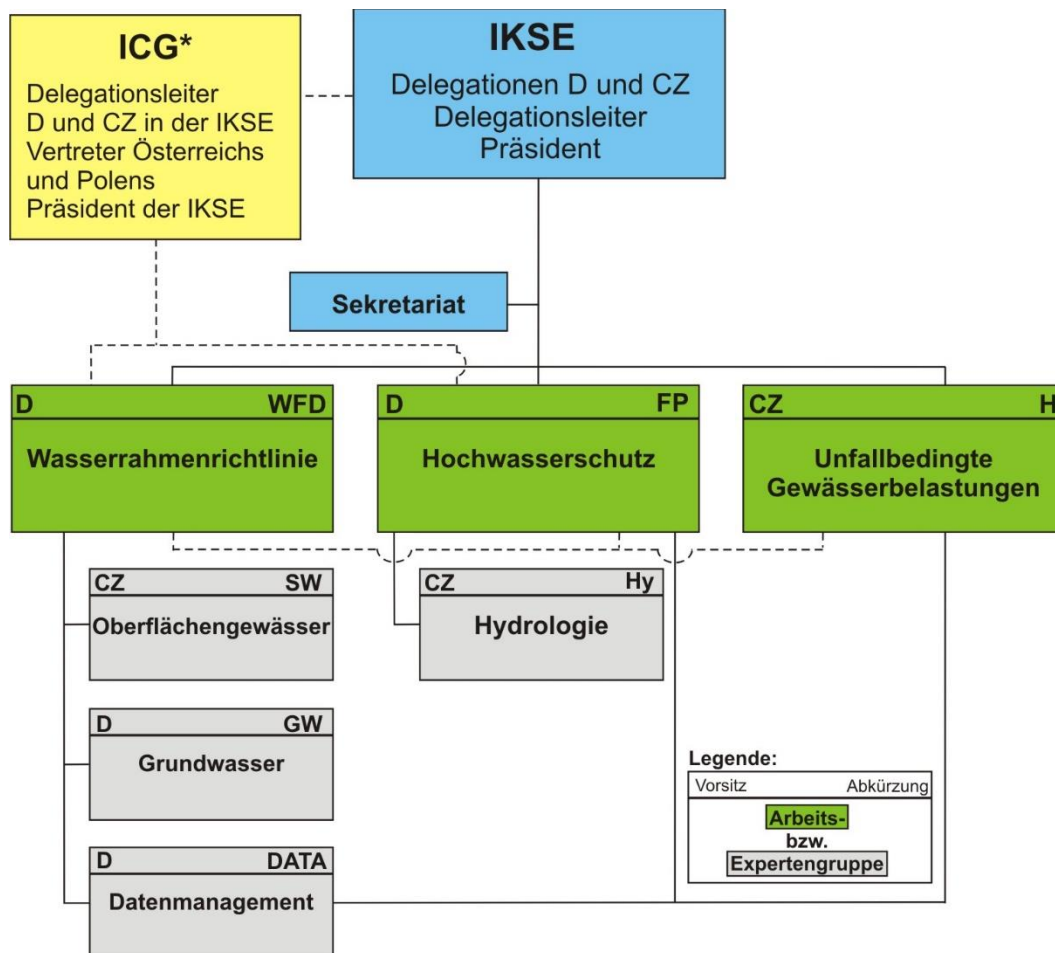 ICG*
Delegationsleiter
D und CZ in der IKSE
Vertreter Österreichs
und Polens
Präsident der IKSE
IKSE
Delegationen D und CZ
Delegationsleiter
Präsident
Sekretariat
D WFD
Wasserrahmenrichtlinie
D FP
Hochwasserschutz
CZ H
Unfallbedingte
Gewässerbelastungen
CZ SW
Oberflächengewässer
CZ Hy
Hydrologie
D GW
Grundwasser
D DATA
Datenmanagement
Legende:
Vorsitz Abkürzung
Arbeits-
bzw.
Expertengruppe